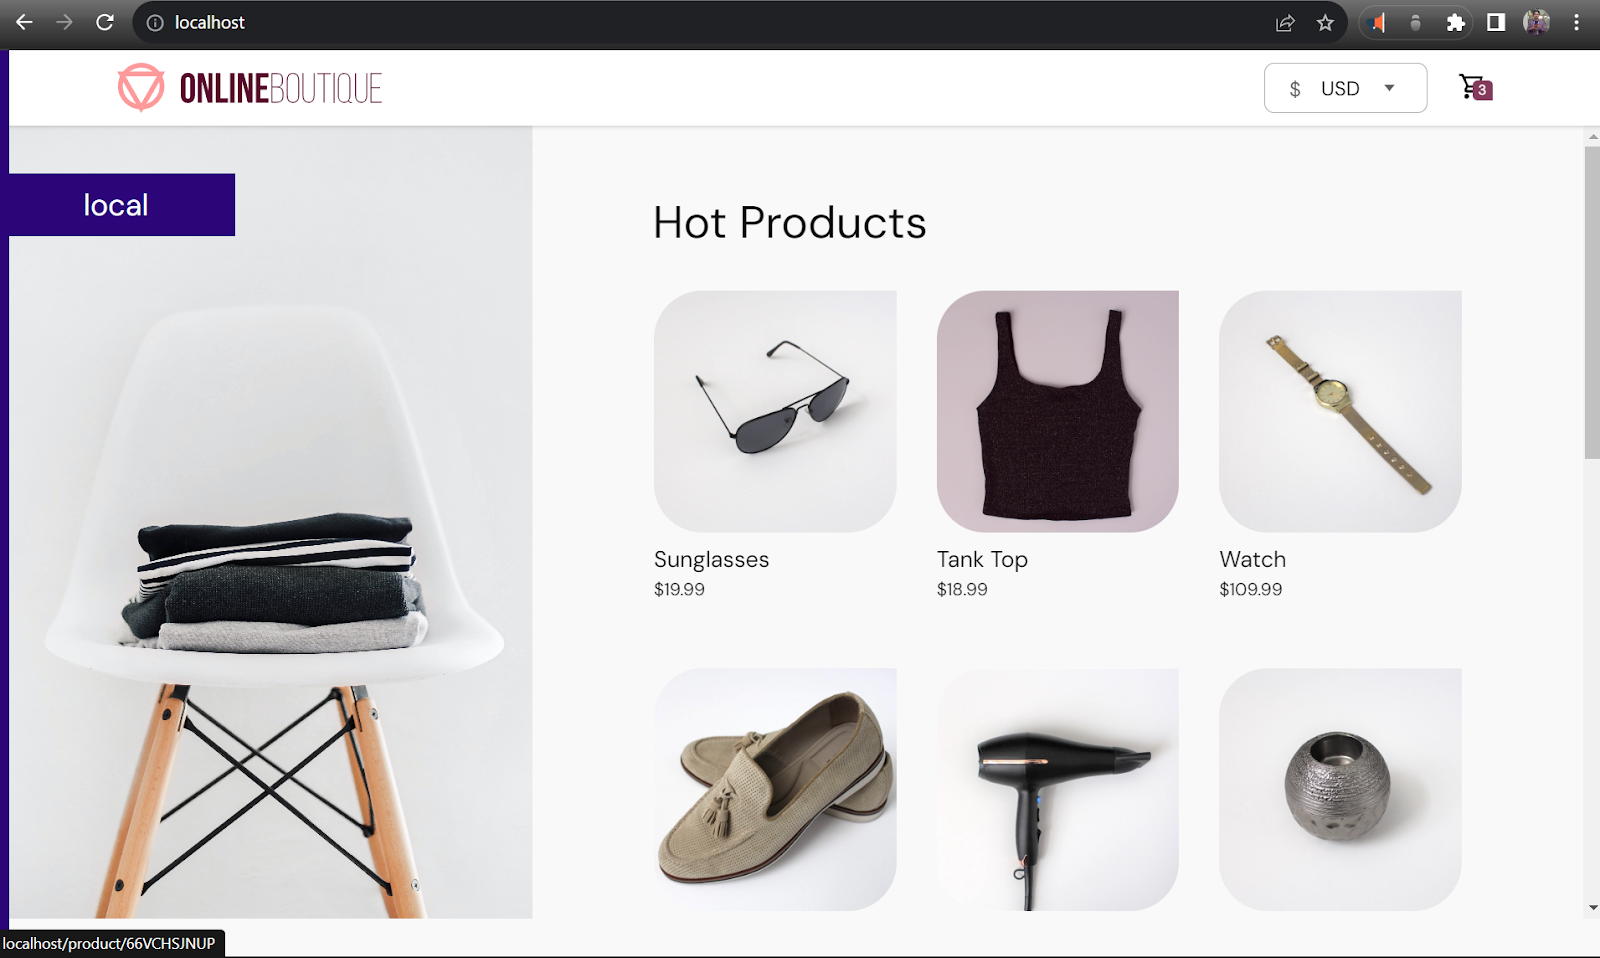 localhost
ONLINEBOUTIQUE
$ USD
3
local
Hot Products
Sunglasses
$19.99
Tank Top
$18.99
Watch
$109.99
localhost/product/66VCHSJNUP